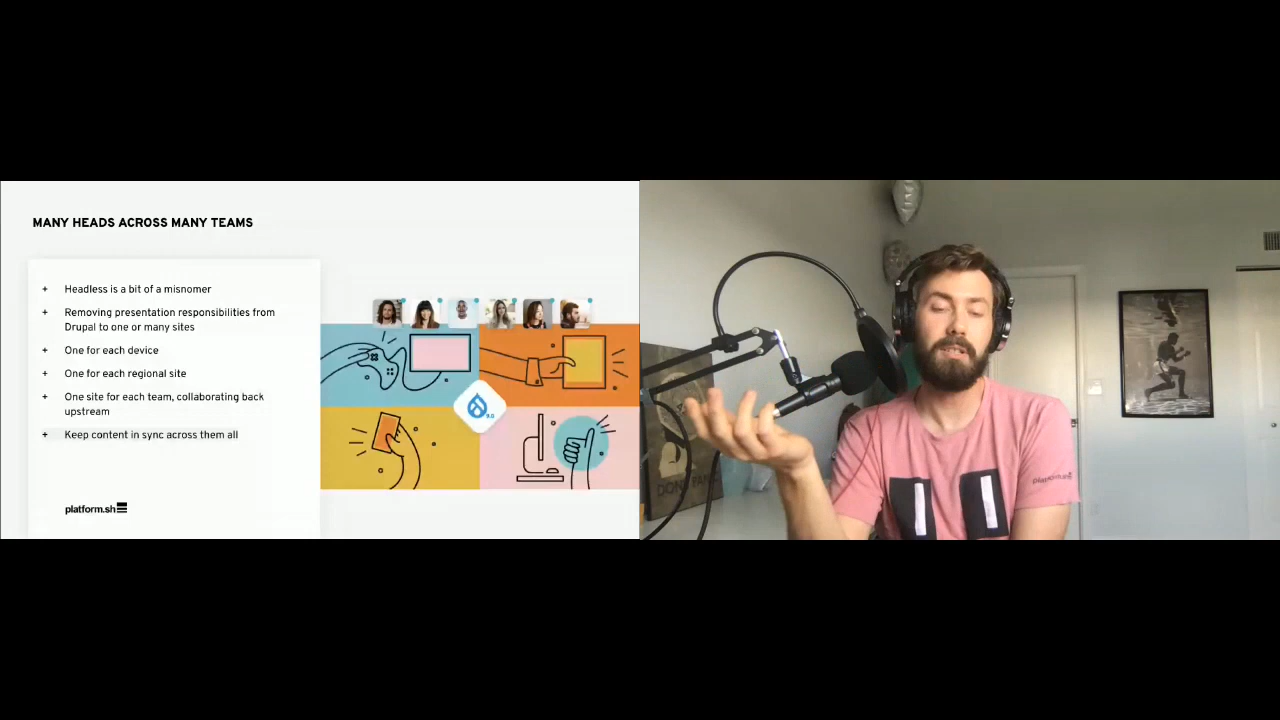 MANY HEADS ACROSS MANY TEAMS
+ Headless is a bit of a misnomer
+ Removing presentation responsibilities from
Drupal to one or many sites
+ One for each device
+ One for each regional site
+ One site for each team, collaborating back
upstream
+ Keep content in sync across them all
platform.sh
9.0